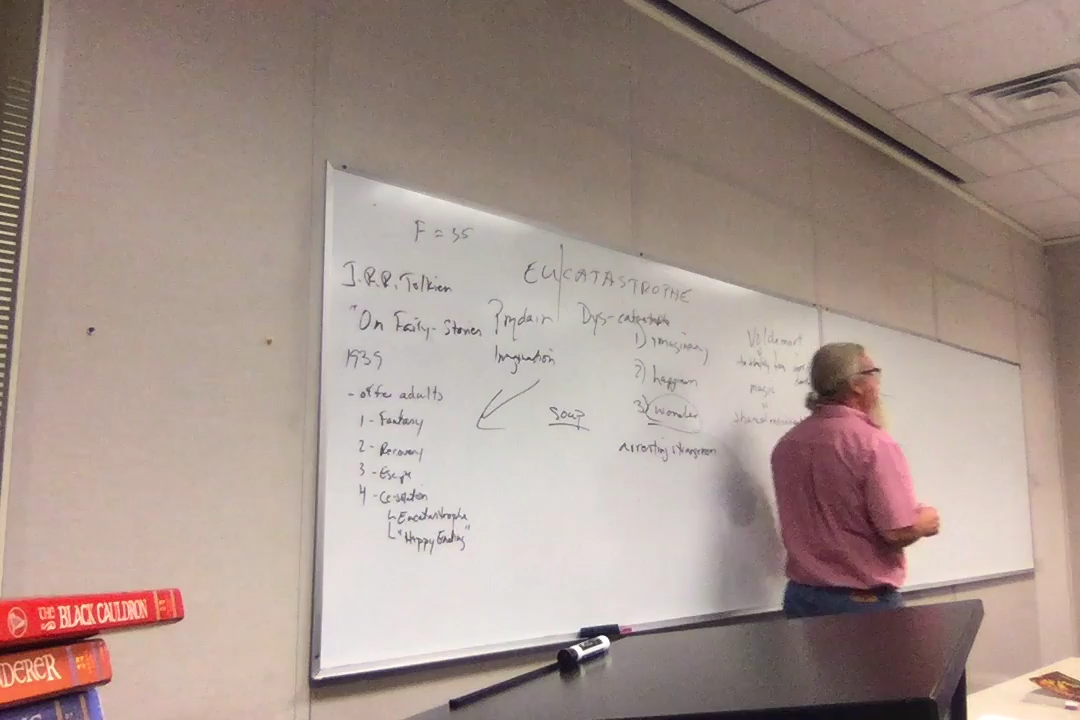 F = 35
J.R.R. Tolkien
"On Fairy-Stories
1939
- offer adults
1 - Fantasy
2 - Recovery
3 - Escape
4 - Consolation
Eucatastrophe
"Happy Ending"
EU/CATASTROPHE
Prydain
Imagination
Soup
Dys-catastrophe
1) imaginary
2) happen
3) wonder
arresting strangeness
Voldemort
magic
THE BLACK CAULDRON
DERER